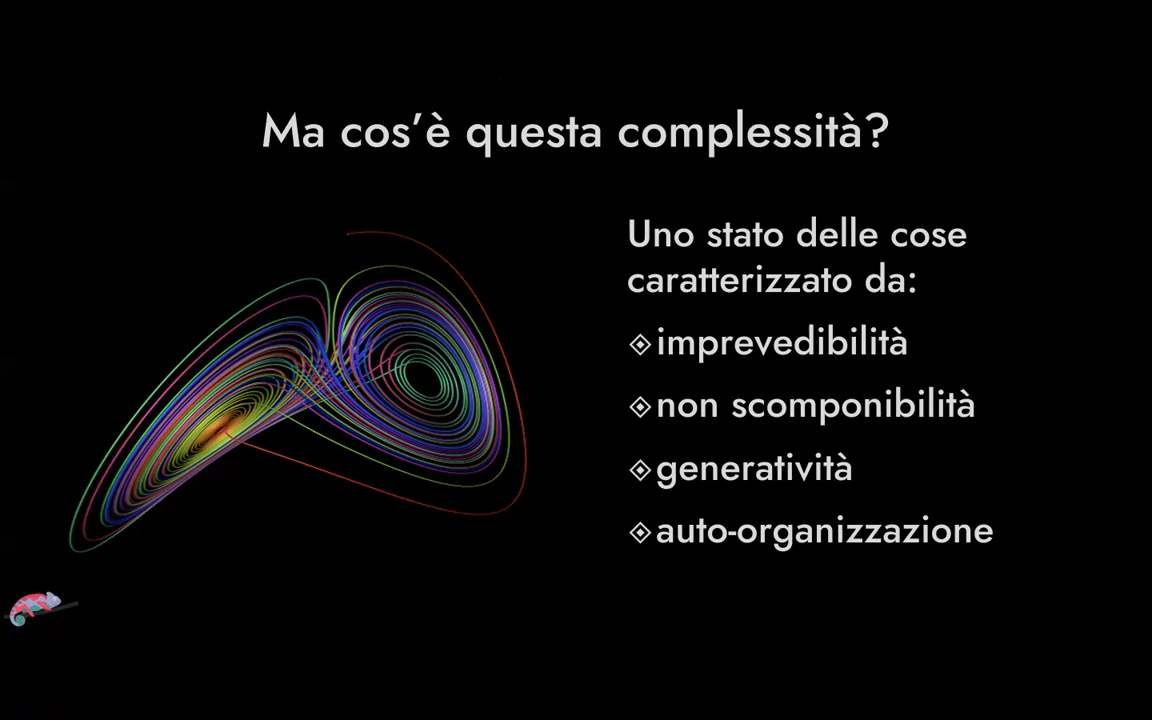 Ma cos’è questa complessità?
Uno stato delle cose
caratterizzato da:
imprevedibilità
non scomponibilità
generatività
auto-organizzazione